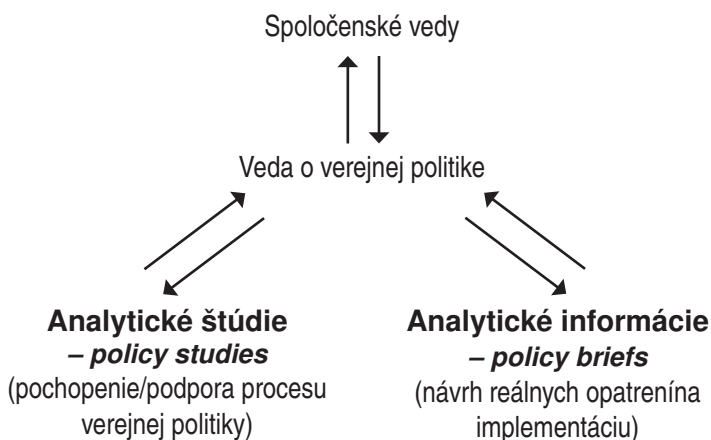 Spoločenské vedy
Veda o verejnej politike
Analytické štúdie
– policy studies
(pochopenie/podpora procesu
verejnej politiky)
Analytické informácie
– policy briefs
(návrh reálnych opatrenína
implementáciu)